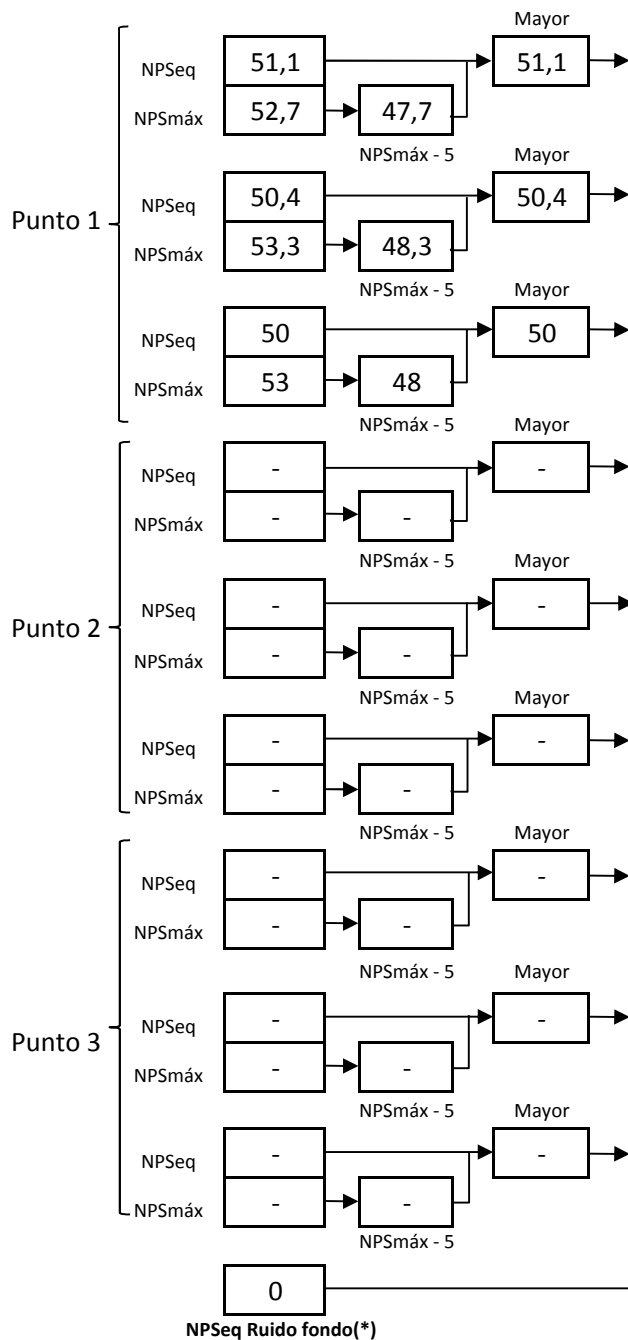 Mayor
NPSeq 51,1 51,1
NPSmáx 52,7 47,7
NPSmáx - 5
Mayor
Punto 1
NPSeq 50,4 50,4
NPSmáx 53,3 48,3
NPSmáx - 5
Mayor
NPSeq 50 50
NPSmáx 53 48
NPSmáx - 5
Mayor
NPSeq - -
NPSmáx - -
NPSmáx - 5
Mayor
Punto 2
NPSeq - -
NPSmáx - -
NPSmáx - 5
Mayor
NPSeq - -
NPSmáx - -
NPSmáx - 5
Mayor
NPSeq - -
NPSmáx - -
NPSmáx - 5
Mayor
Punto 3
NPSeq - -
NPSmáx - -
NPSmáx - 5
Mayor
NPSeq - -
NPSmáx - -
NPSmáx - 5
0
NPSeq Ruido fondo(*)